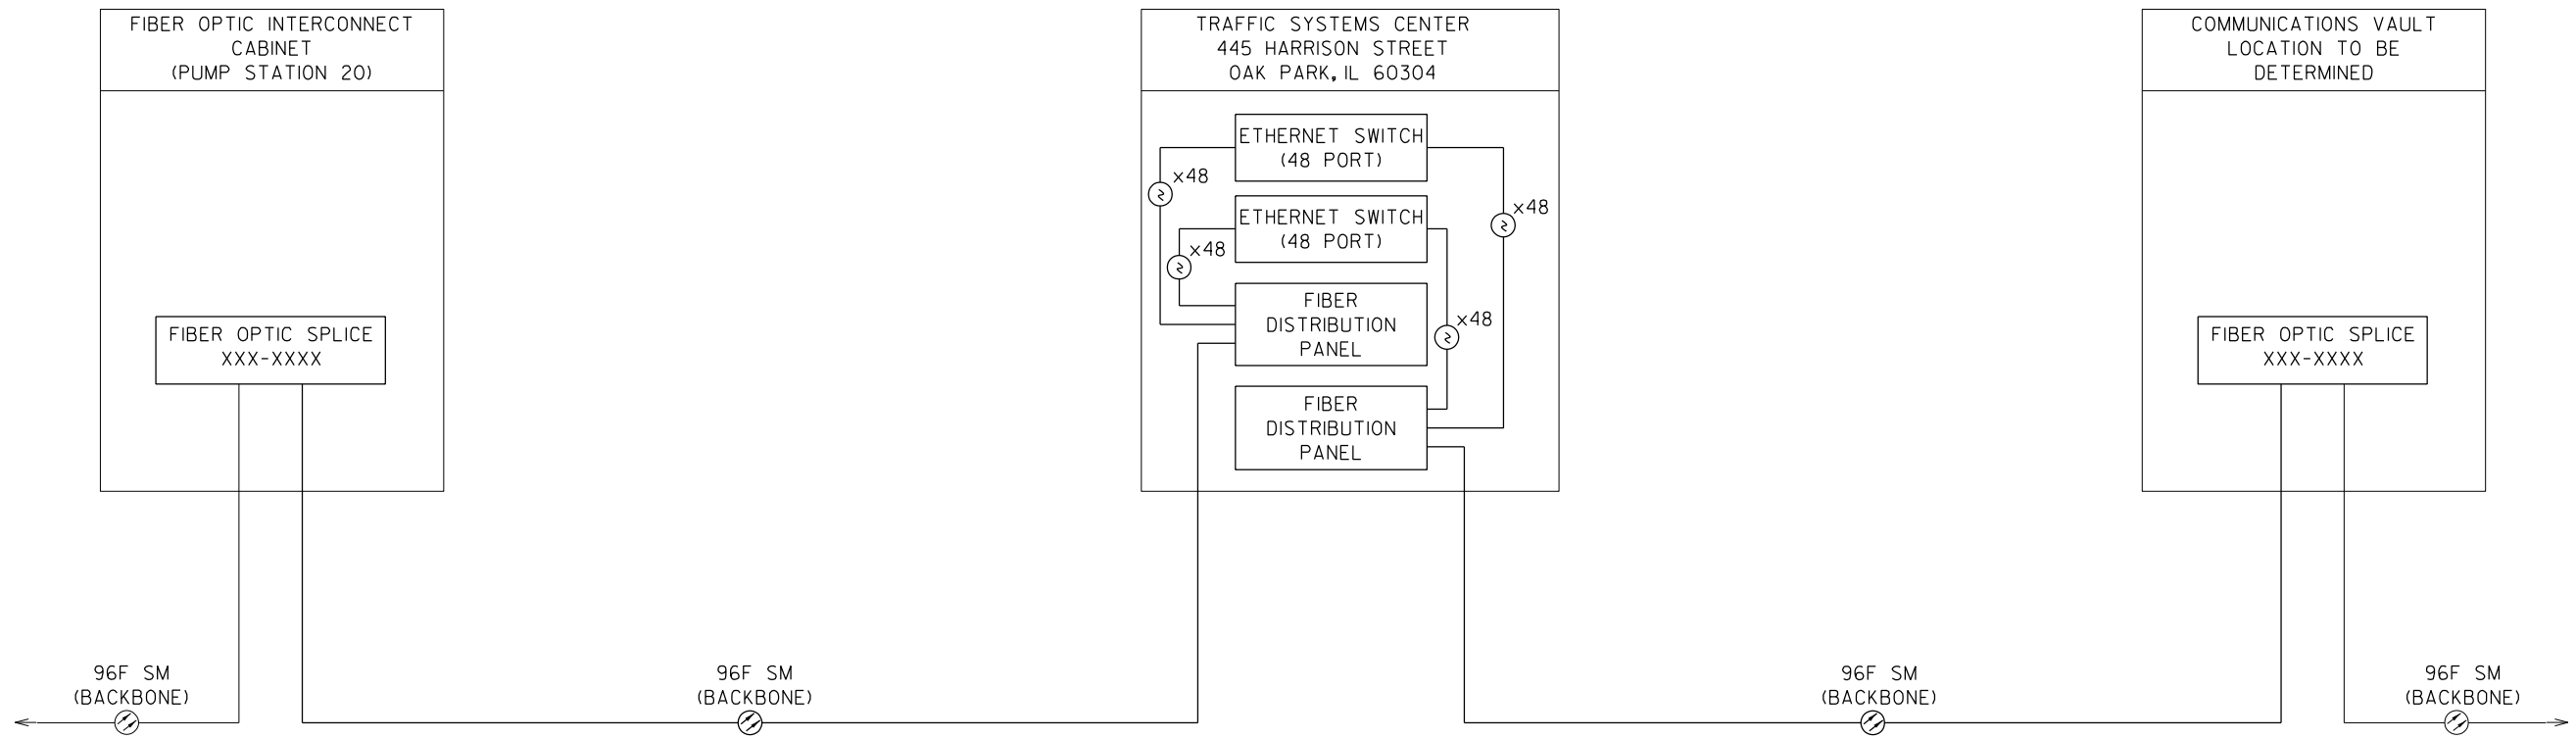 FIBER OPTIC INTERCONNECT
CABINET
(PUMP STATION 20)
TRAFFIC SYSTEMS CENTER
445 HARRISON STREET
OAK PARK, IL 60304
COMMUNICATIONS VAULT
LOCATION TO BE
DETERMINED
ETHERNET SWITCH
(48 PORT)
x48
x48
ETHERNET SWITCH
(48 PORT)
x48
x48
FIBER
DISTRIBUTION
PANEL
FIBER
DISTRIBUTION
PANEL
FIBER OPTIC SPLICE
XXX-XXXX
FIBER OPTIC SPLICE
XXX-XXXX
96F SM
(BACKBONE)
96F SM
(BACKBONE)
96F SM
(BACKBONE)
96F SM
(BACKBONE)